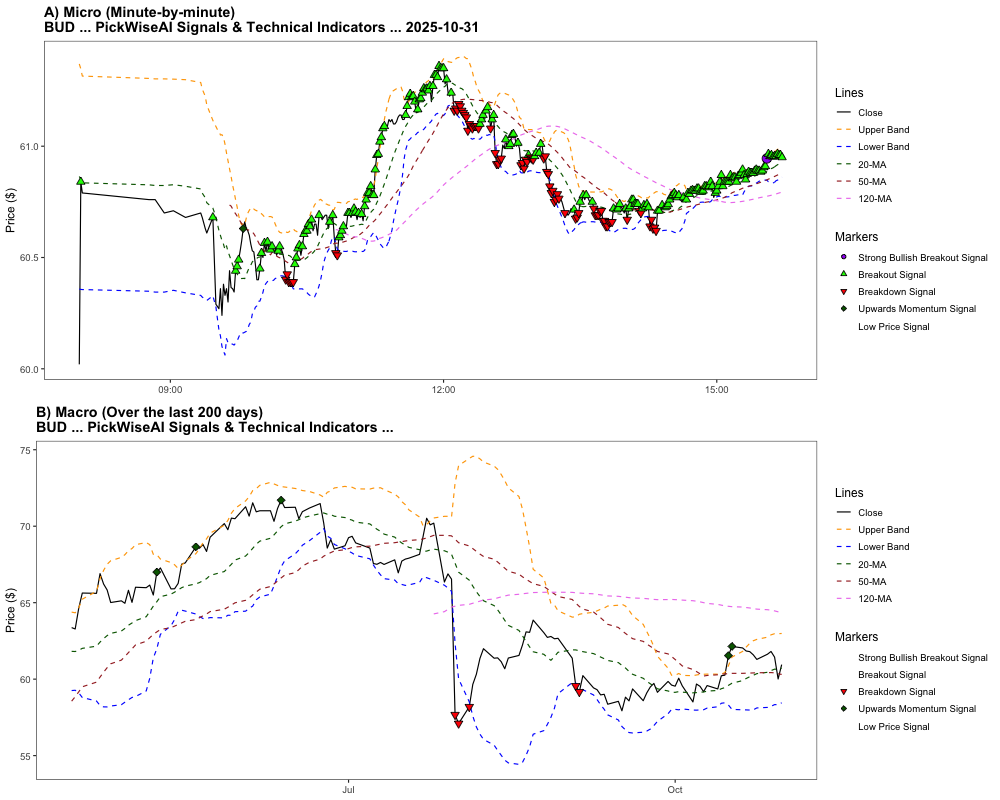 A) Micro (Minute-by-minute)
BUD ... PickWiseAI Signals & Technical Indicators ... 2025-10-31
Price ($)
61.0
60.5
60.0
09:00
12:00
15:00
Lines
Close
Upper Band
Lower Band
20-MA
50-MA
120-MA
Markers
Strong Bullish Breakout Signal
Breakout Signal
Breakdown Signal
Upwards Momentum Signal
Low Price Signal
B) Macro (Over the last 200 days)
BUD ... PickWiseAI Signals & Technical Indicators ...
Price ($)
75
70
65
60
55
Jul
Oct
Lines
Close
Upper Band
Lower Band
20-MA
50-MA
120-MA
Markers
Strong Bullish Breakout Signal
Breakout Signal
Breakdown Signal
Upwards Momentum Signal
Low Price Signal